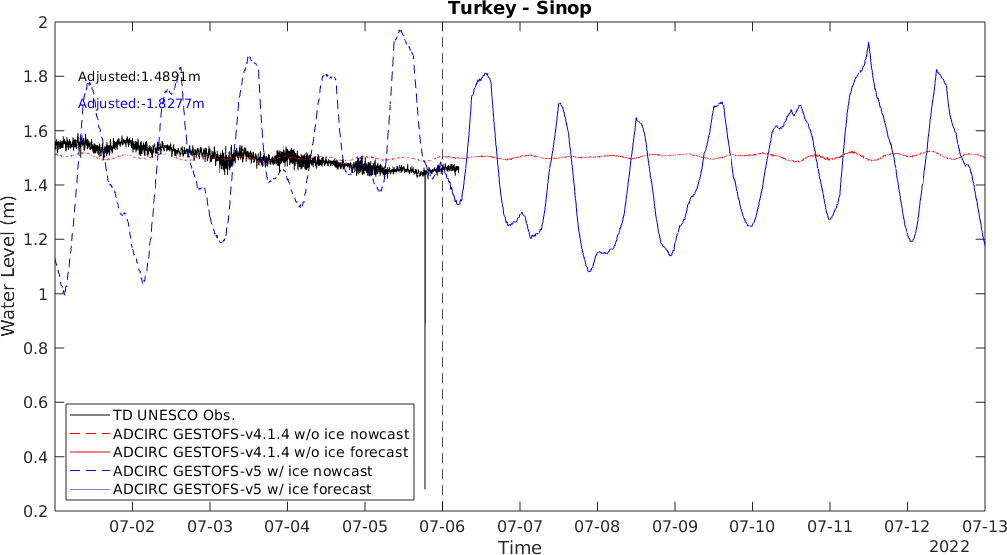 Turkey - Sinop
2
1.8
1.6
1.4
1.2
1
0.8
0.6
0.4
0.2
Water Level (m)
Adjusted:1.4891m
Adjusted:-1.8277m
TD UNESCO Obs.
ADCIRC GESTOFS-v4.1.4 w/o ice nowcast
ADCIRC GESTOFS-v4.1.4 w/o ice forecast
ADCIRC GESTOFS-v5 w/ ice nowcast
ADCIRC GESTOFS-v5 w/ ice forecast
07-02 07-03 07-04 07-05 07-06 07-07 07-08 07-09 07-10 07-11 07-12 07-13
Time
2022